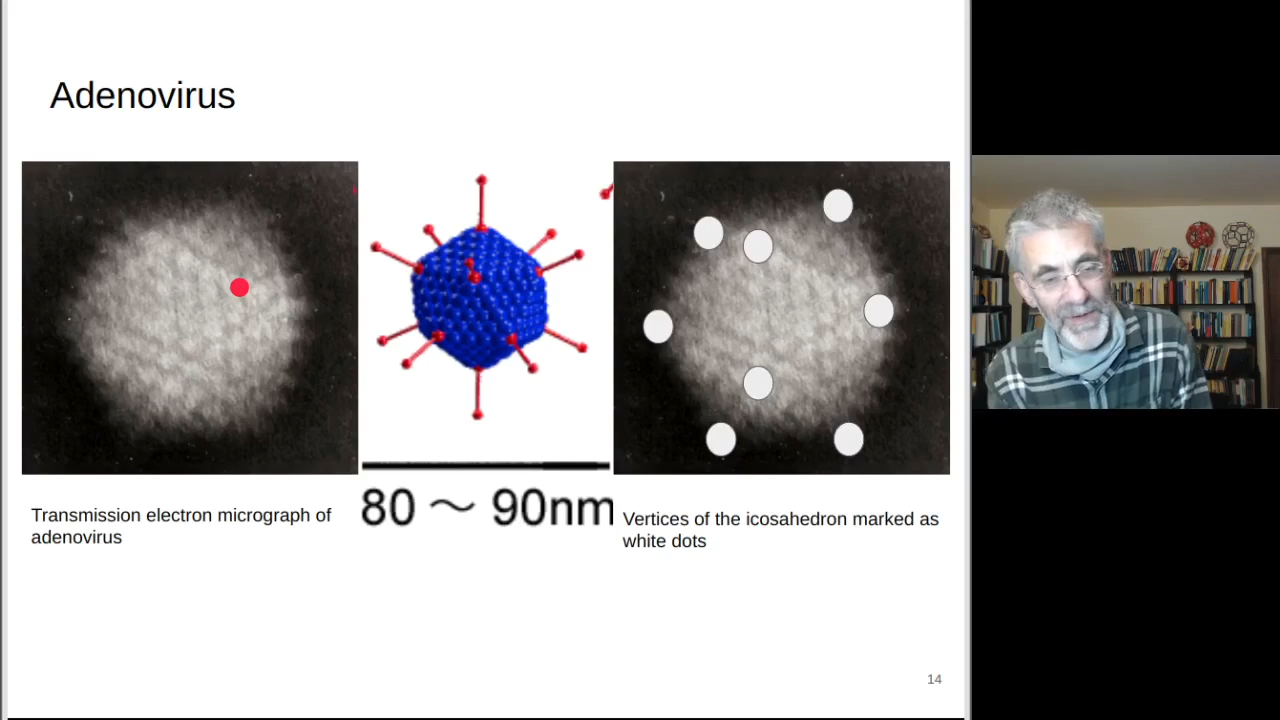 Adenovirus
80 ～ 90nm
Transmission electron micrograph of
adenovirus
Vertices of the icosahedron marked as
white dots
14